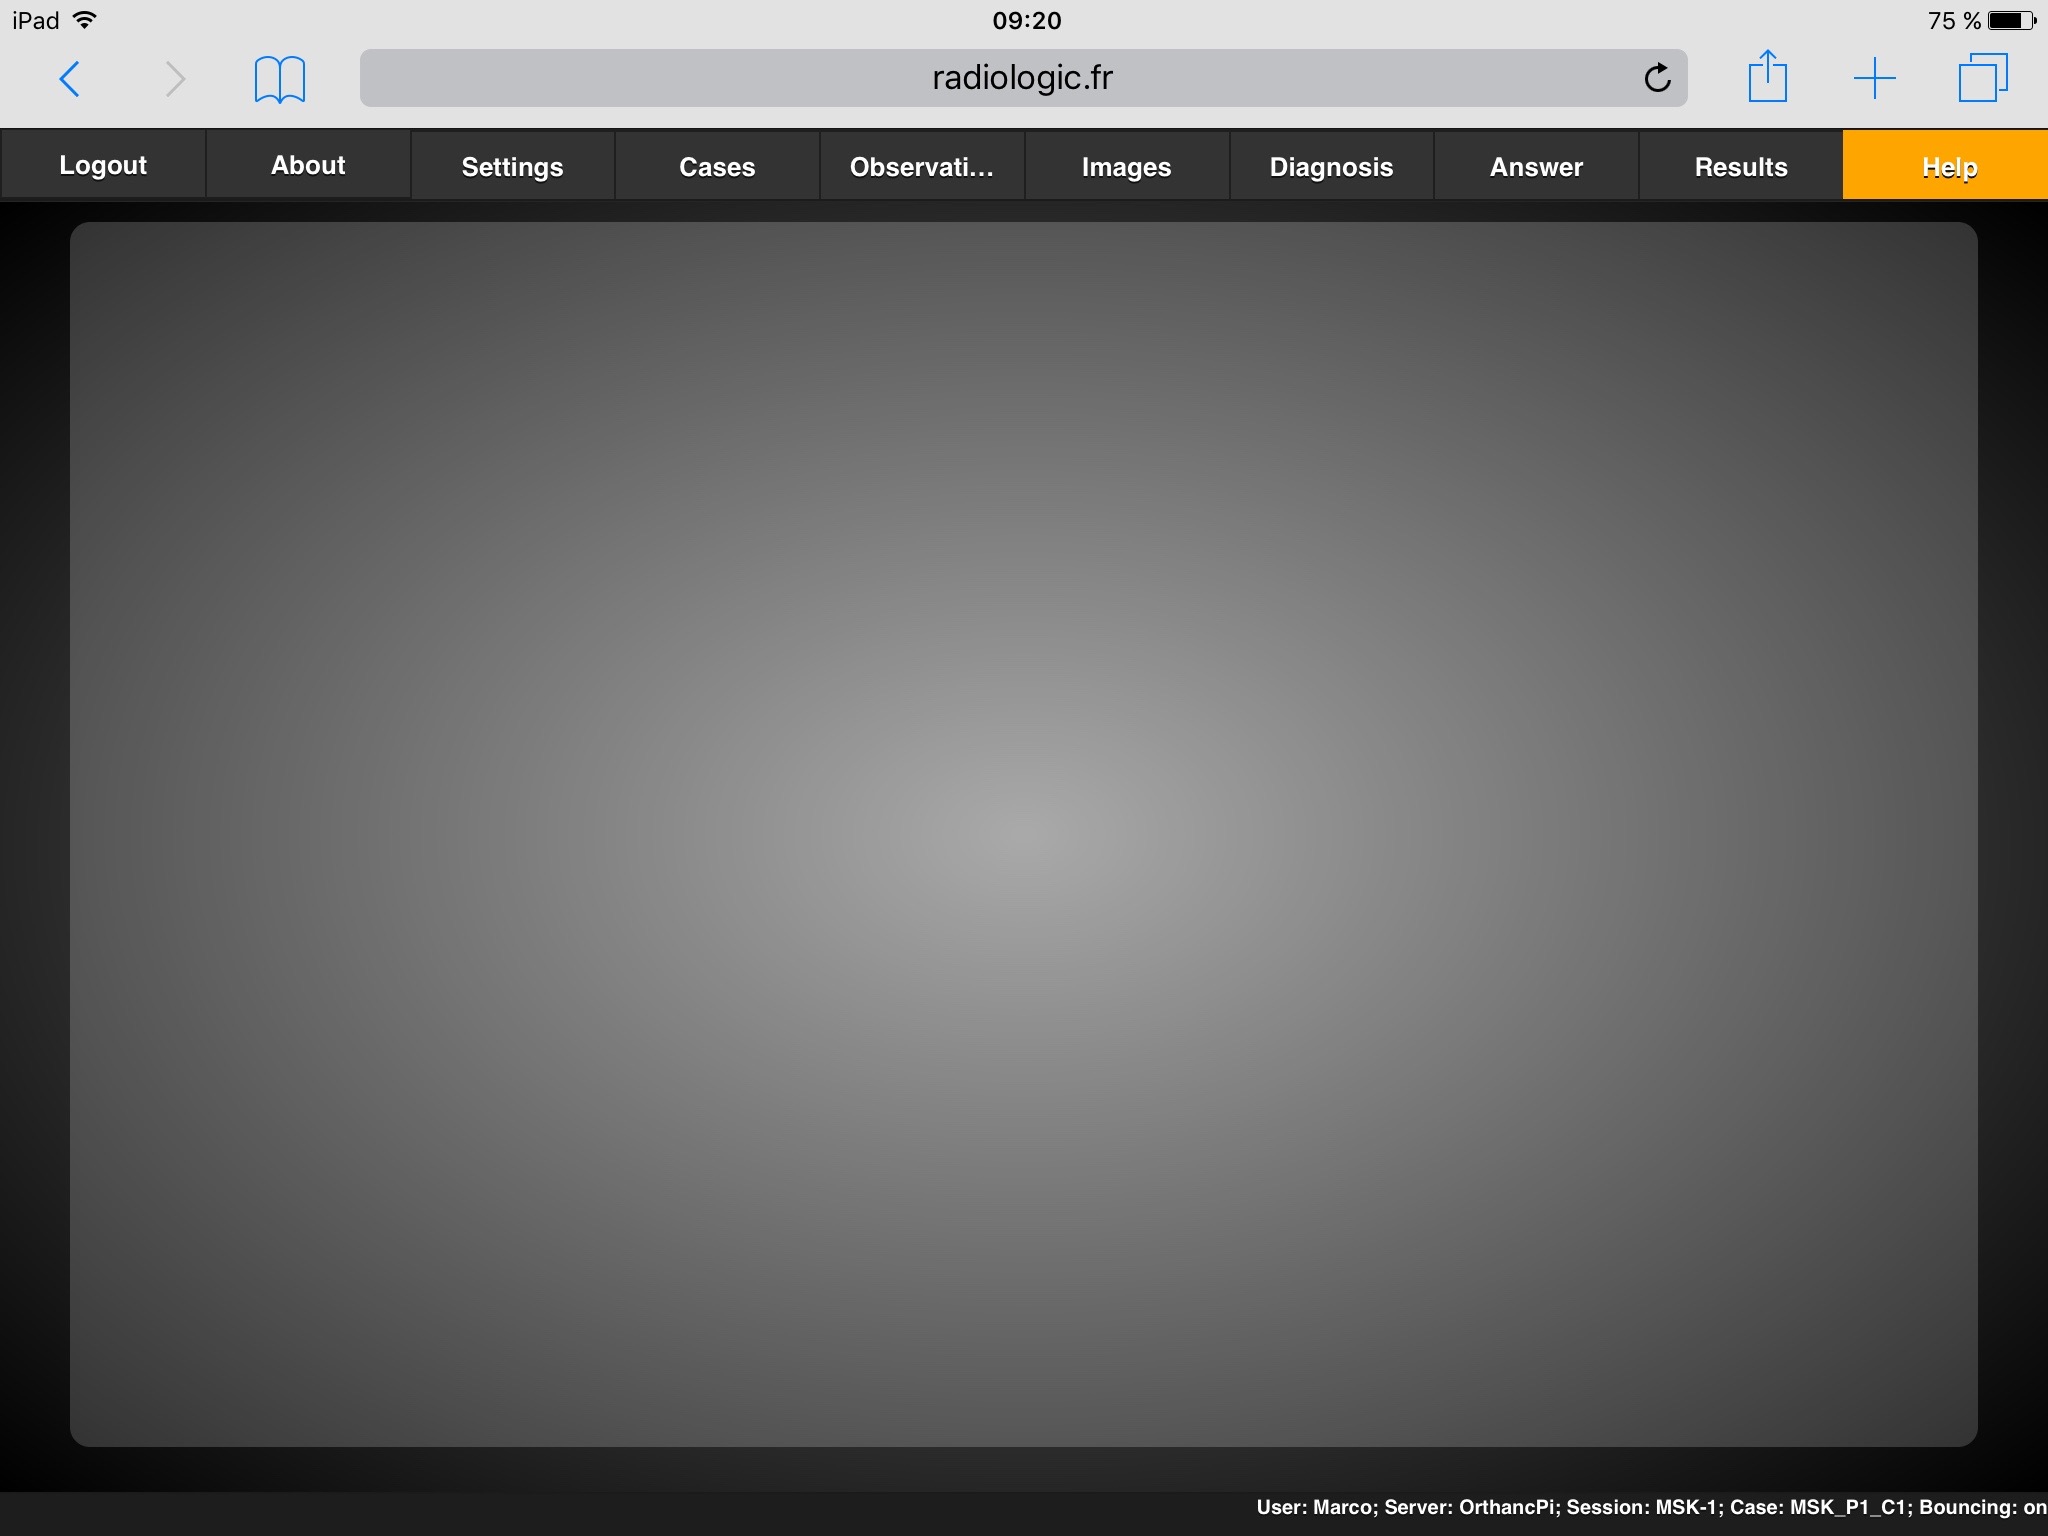 iPad 09:20 75 %
radiologic.fr
Logout About Settings Cases Observati... Images Diagnosis Answer Results Help
User: Marco; Server: OrthancPi; Session: MSK-1; Case: MSK_P1_C1; Bouncing: on